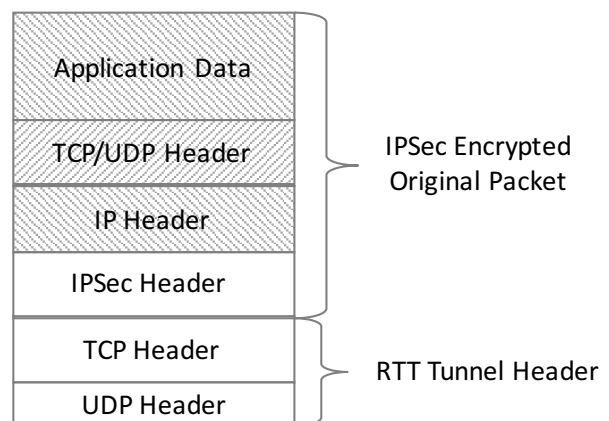 Application Data
TCP/UDP Header
IP Header
IPSec Header
TCP Header
UDP Header
IPSec Encrypted
Original Packet
RTT Tunnel Header